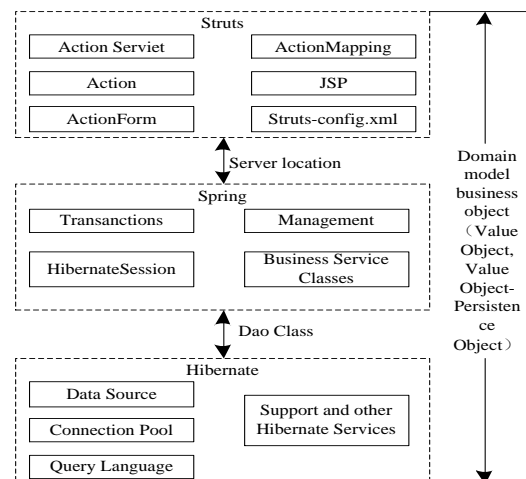 Struts
Action Serviet
ActionMapping
Action
JSP
ActionForm
Struts-config.xml
Server location
Spring
Transanctions
Management
HibernateSession
Business Service
Classes
Dao Class
Hibernate
Data Source
Connection Pool
Query Language
Support and other
Hibernate Services
Domain
model
business
object
（Value
Object,
Value
Object-
Persisten
ce
Object）